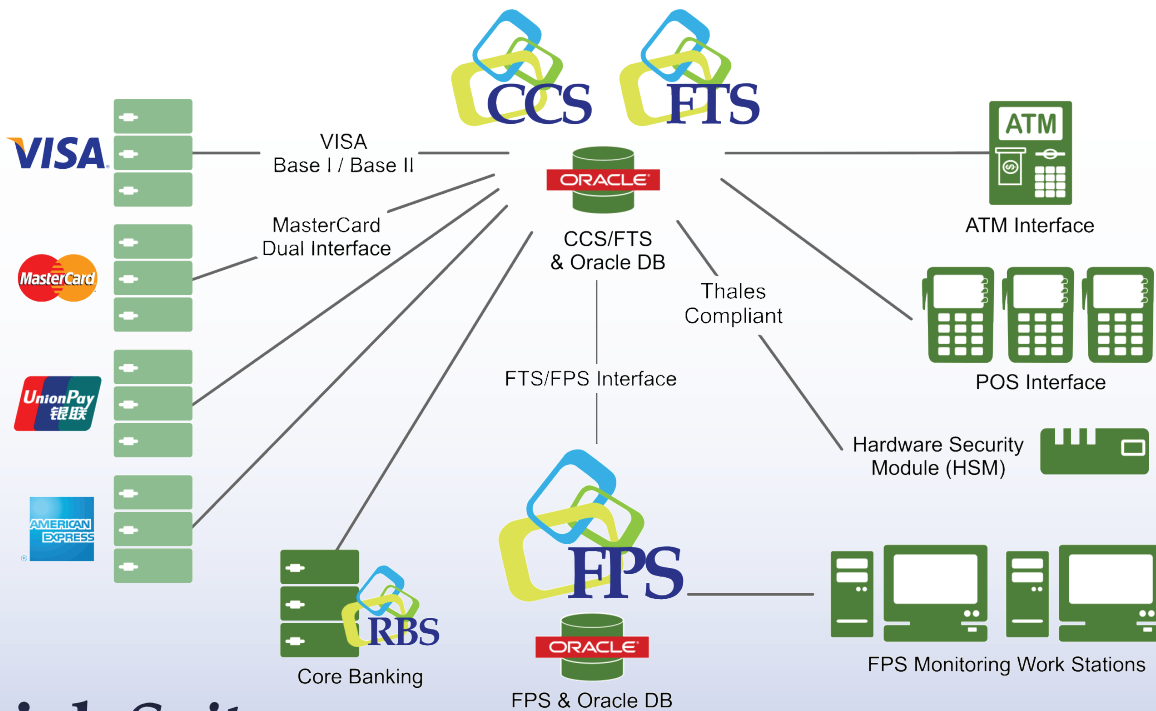 CCS
FTS
VISA
VISA
Base I / Base II
ORACLE
ATM
ATM Interface
MasterCard
MasterCard
Dual Interface
CCS/FTS
& Oracle DB
Thales
Compliant
POS Interface
UnionPay
银联
FTS/FPS Interface
Hardware Security
Module (HSM)
AMERICAN
EXPRESS
®
FPS
RBS
Core Banking
ORACLE
FPS & Oracle DB
FPS Monitoring Work Stations